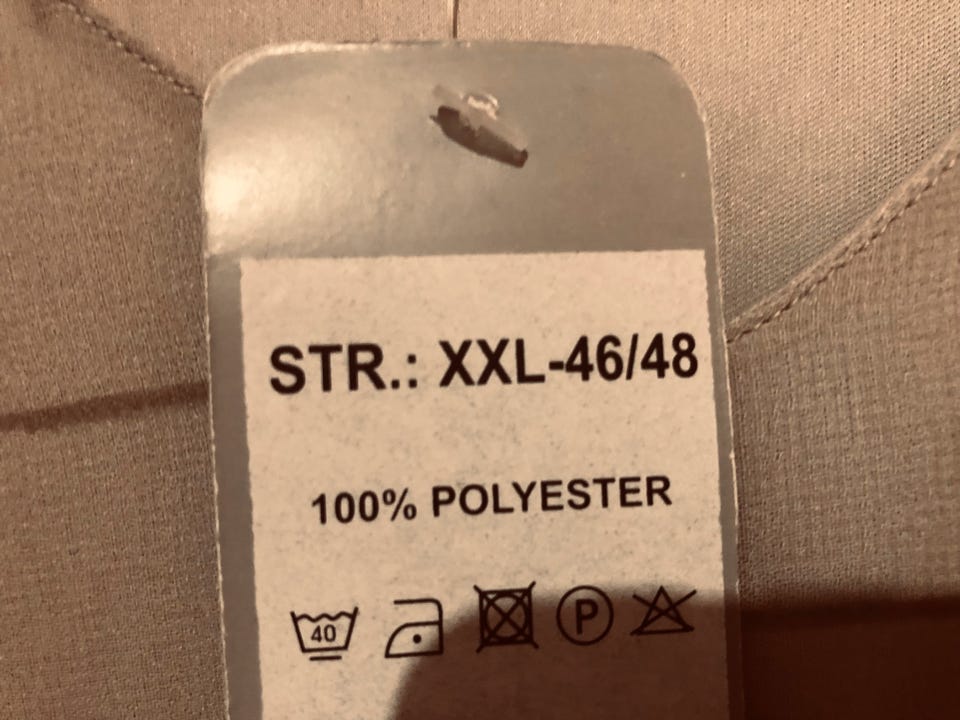 STR.: XXL-46/48
100% POLYESTER
40 P